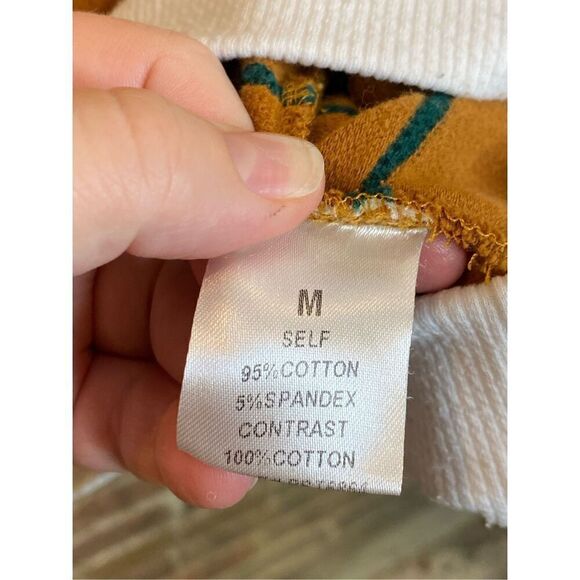 M
SELF
95%COTTON
5%SPANDEX
CONTRAST
100%COTTON